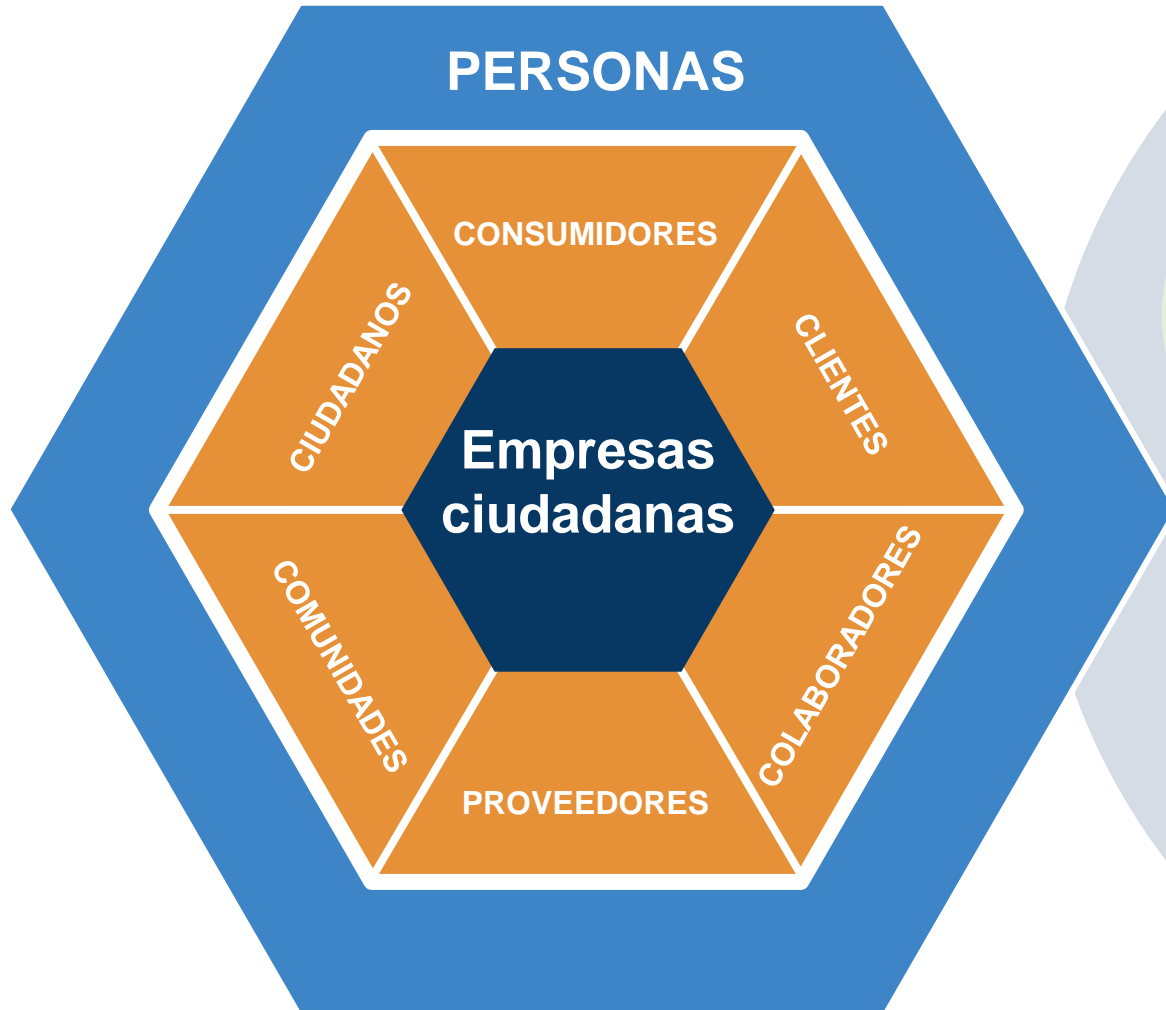 PERSONAS
CONSUMIDORES
CIUDADANOS
CLIENTES
Empresas
ciudadanas
COMUNIDADES
COLABORADORES
PROVEEDORES